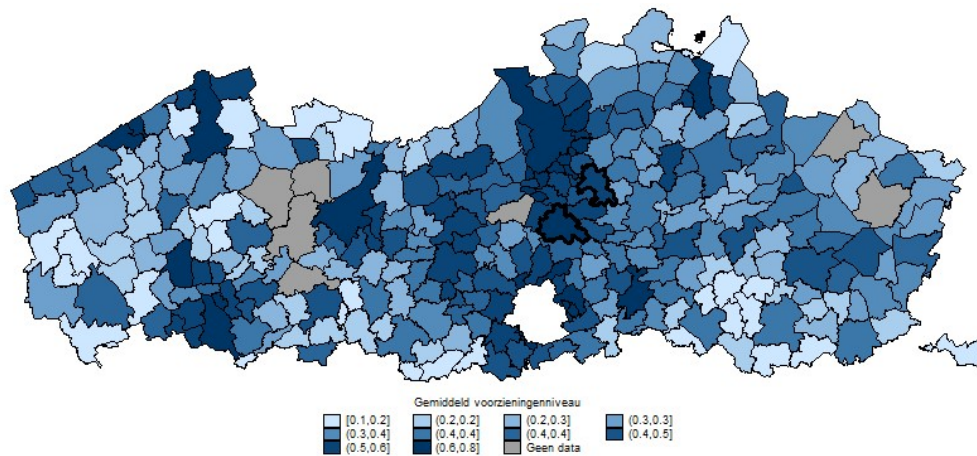 Gemiddeld voorzieningenniveau
[0.1,0.2] (0.2,0.2] (0.2,0.3] (0.3,0.3]
(0.3,0.4] (0.4,0.4] (0.4,0.4] (0.4,0.5]
(0.5,0.6] (0.6,0.8] Geen data